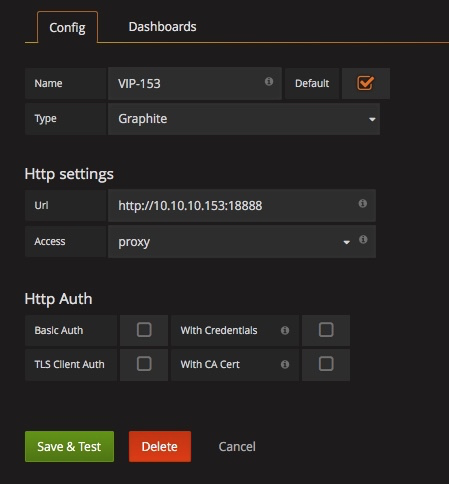 Config Dashboards
Name VIP-153 Default
Type Graphite
Http settings
Url http://10.10.10.153:18888
Access proxy
Http Auth
Basic Auth With Credentials
TLS Client Auth With CA Cert
Save & Test Delete Cancel